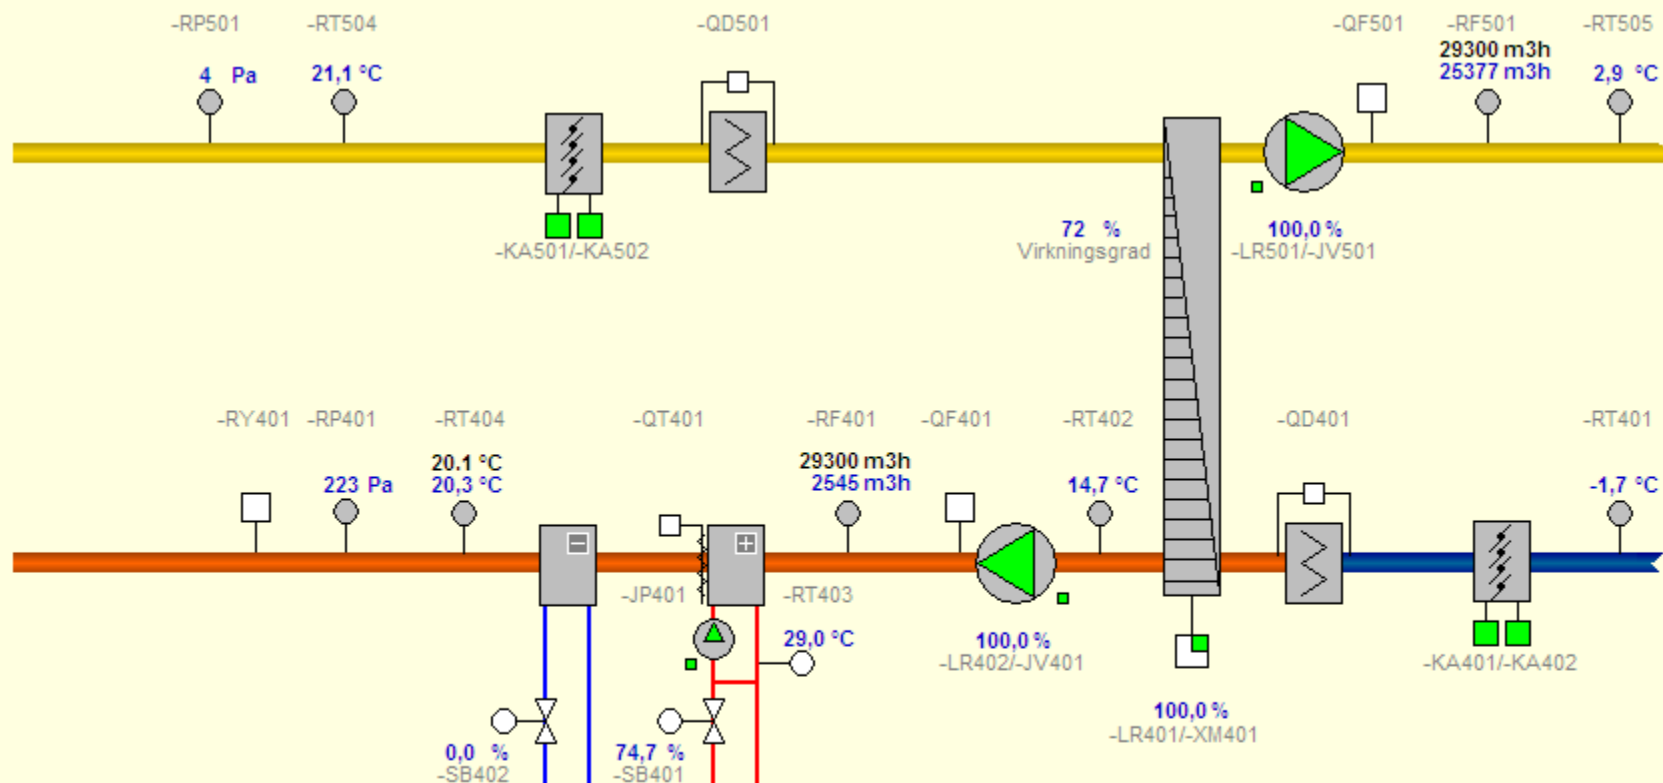 -RP501 -RT504 -QD501 -QF501 -RF501 -RT505
29300 m3h
4 Pa 21,1 °C 25377 m3h 2,9 °C
72 % 100,0 %
-KA501/-KA502 Virkningsgrad -LR501/-JV501
-RY401 -RP401 -RT404 -QT401 -RF401 -QF401 -RT402 -QD401 -RT401
20.1 °C 29300 m3h
223 Pa 20,3 °C 2545 m3h 14,7 °C -1,7 °C
-JP401 -RT403
29,0 °C 100,0 %
-LR402/-JV401 -KA401/-KA402
100,0 %
-LR401/-XM401
0,0 % 74,7 %
-SB402 -SB401